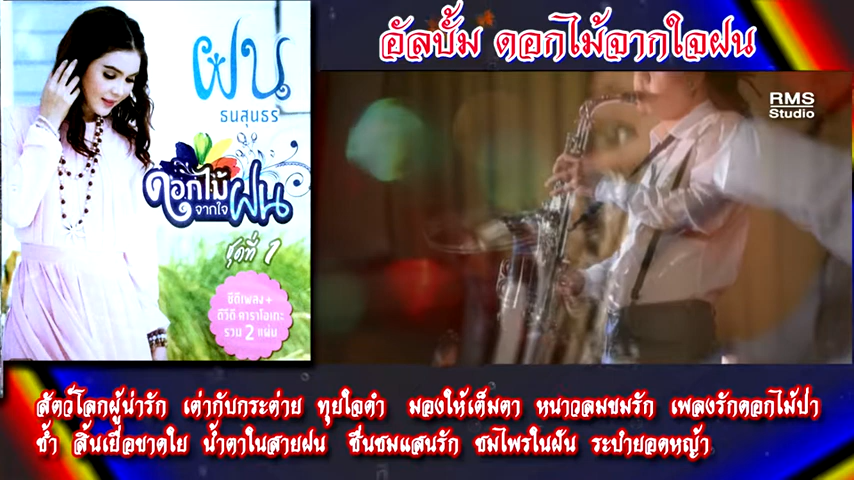 อัลบั้ม ดอกไม้จากใจฝน
ฝน
ธนสุนธร
ดอกไม้
จากใจ ฝน
ชุดที่ 1
ซีดีเพลง +
ดีวีดี คาราโอเกะ
รวม 2 แผ่น
RMS
Studio
สัตว์โลกผู้น่ารัก เต่ากับกระต่าย ทุยใจดำ มองให้เต็มตา หนาวลมชมรัก เพลงรักดอกไม้ป่า
ช้ำ สิ้นเยื่อขาดใย น้ำตาในสายฝน ชื่นชมแสนรัก ชมไพรในฝัน ระบำยอดหญ้า